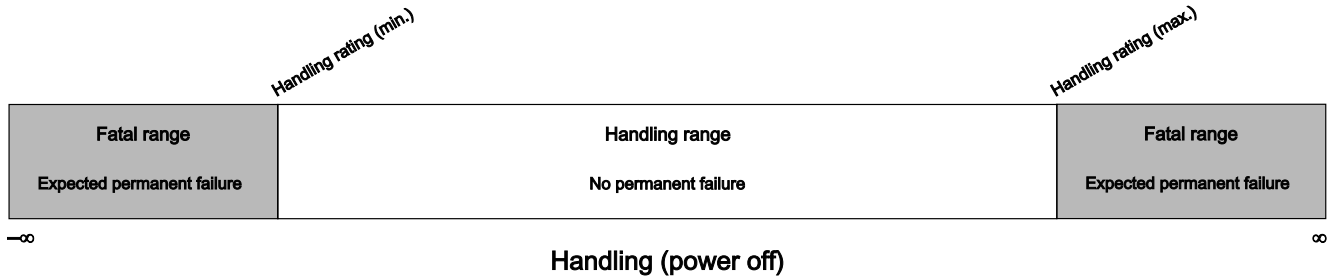 Handling rating (min.)
Handling rating (max.)
Fatal range
Handling range
Fatal range
Expected permanent failure
No permanent failure
Expected permanent failure
–∞
∞
Handling (power off)